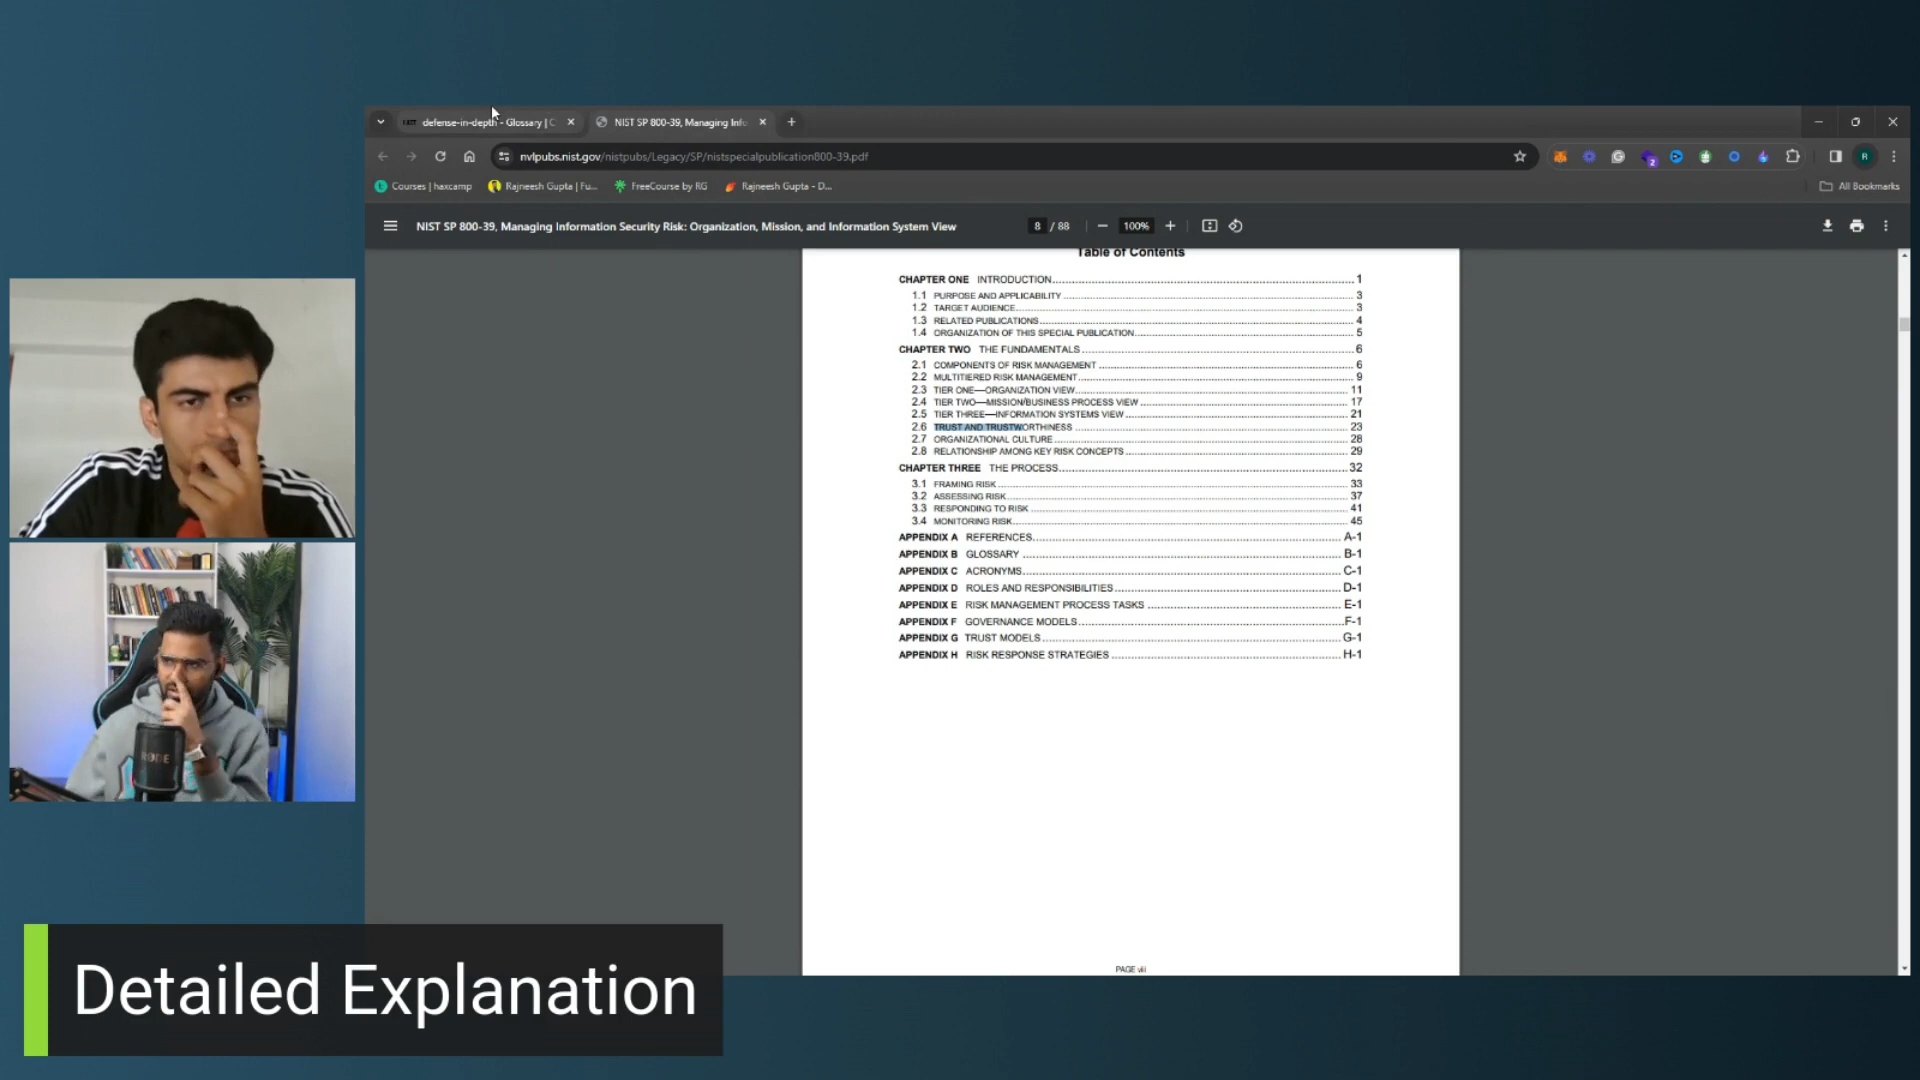 defense-in-depth - Glossary | C
NIST SP 800-39, Managing Info
nvlpubs.nist.gov/nistpubs/Legacy/SP/nistspecialpublication800-39.pdf
Courses | haxcamp
Rajneesh Gupta | Fu...
FreeCourse by RG
Rajneesh Gupta - D...
All Bookmarks
NIST SP 800-39, Managing Information Security Risk: Organization, Mission, and Information System View
8 / 88
100%
Table of Contents
CHAPTER ONE INTRODUCTION 1
1.1 PURPOSE AND APPLICABILITY 3
1.2 TARGET AUDIENCE 3
1.3 RELATED PUBLICATIONS 4
1.4 ORGANIZATION OF THIS SPECIAL PUBLICATION 5
CHAPTER TWO THE FUNDAMENTALS 6
2.1 COMPONENTS OF RISK MANAGEMENT 6
2.2 MULTITIERED RISK MANAGEMENT 9
2.3 TIER ONE—ORGANIZATION VIEW 11
2.4 TIER TWO—MISSION/BUSINESS PROCESS VIEW 17
2.5 TIER THREE—INFORMATION SYSTEMS VIEW 21
2.6 TRUST AND TRUSTWORTHINESS 23
2.7 ORGANIZATIONAL CULTURE 28
2.8 RELATIONSHIP AMONG KEY RISK CONCEPTS 29
CHAPTER THREE THE PROCESS 32
3.1 FRAMING RISK 33
3.2 ASSESSING RISK 37
3.3 RESPONDING TO RISK 41
3.4 MONITORING RISK 45
APPENDIX A REFERENCES A-1
APPENDIX B GLOSSARY B-1
APPENDIX C ACRONYMS C-1
APPENDIX D ROLES AND RESPONSIBILITIES D-1
APPENDIX E RISK MANAGEMENT PROCESS TASKS E-1
APPENDIX F GOVERNANCE MODELS F-1
APPENDIX G TRUST MODELS G-1
APPENDIX H RISK RESPONSE STRATEGIES H-1
PAGE viii
RØDE
Detailed Explanation